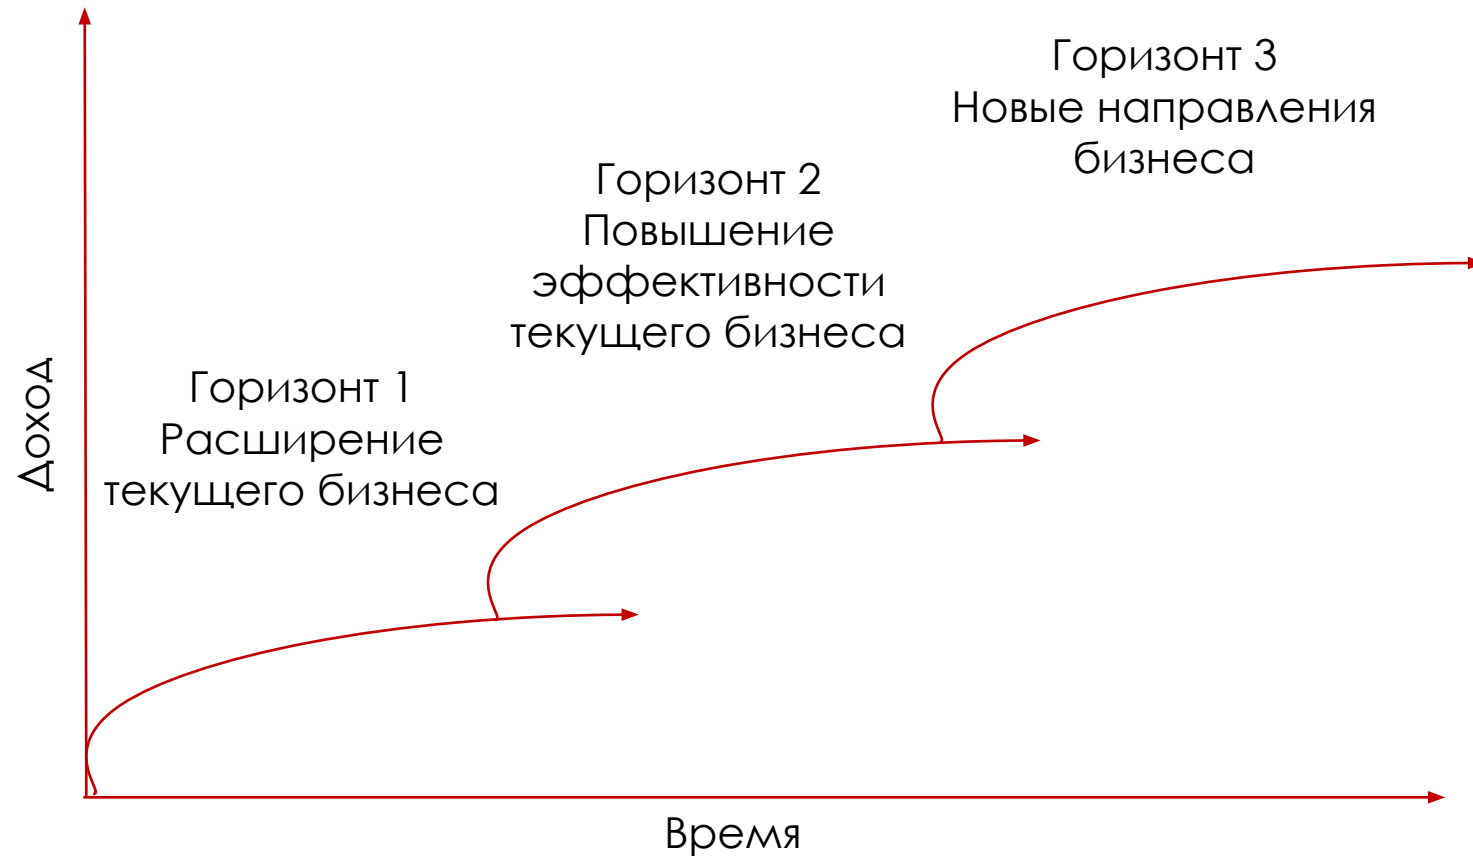 Горизонт 3
Новые направления
бизнеса
Горизонт 2
Повышение
эффективности
текущего бизнеса
Горизонт 1
Расширение
текущего бизнеса
Доход
Время